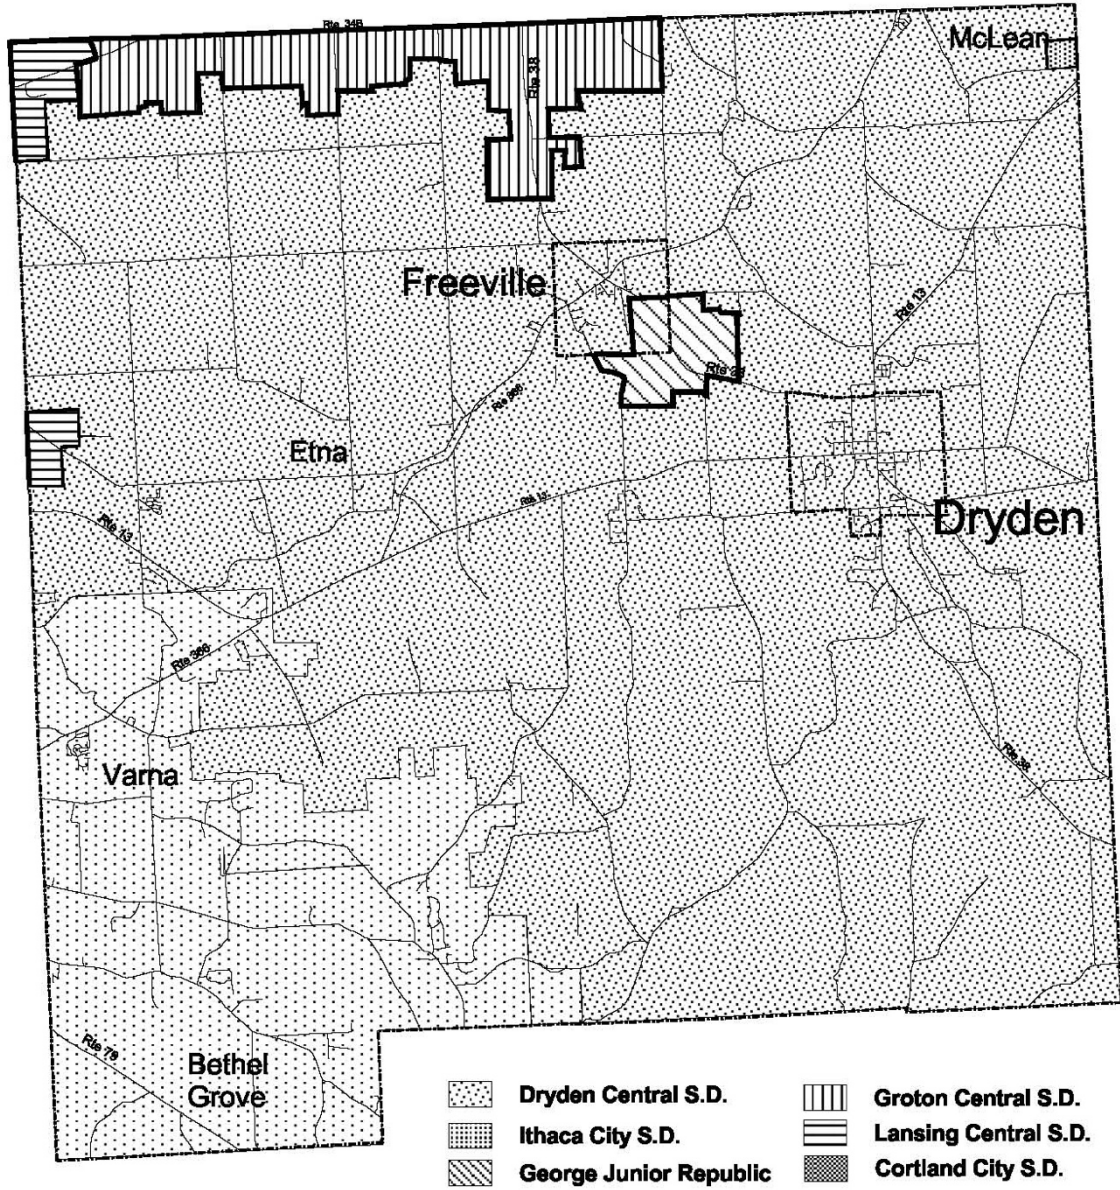 Rte 34B
McLean
Rte 38
Freeville
Rte 13
Rte 366
Etna
Rte 13
Dryden
Rte 13
Rte 366
Rte 38
Varna
Rte 79
Bethel
Grove
Dryden Central S.D.
Groton Central S.D.
Ithaca City S.D.
Lansing Central S.D.
George Junior Republic
Cortland City S.D.